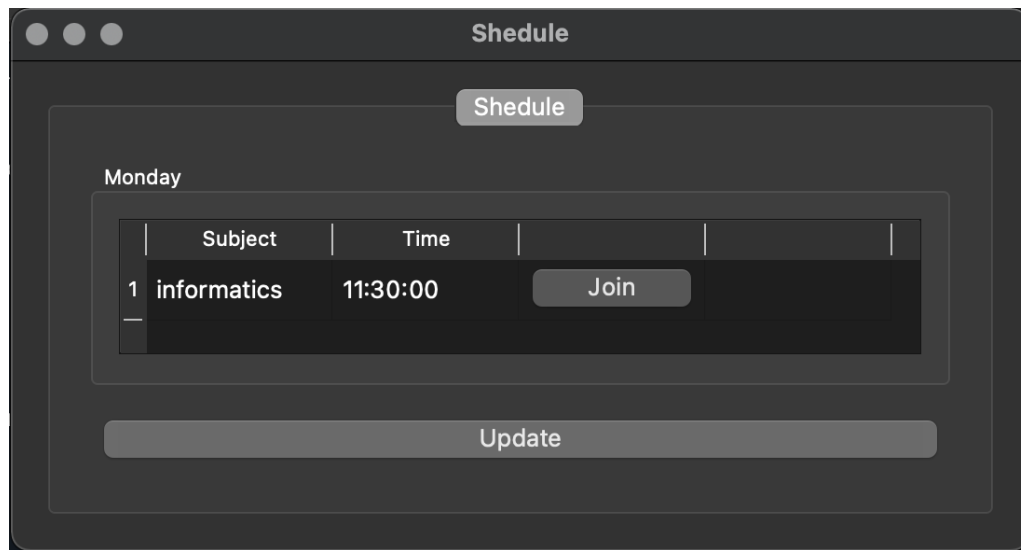 Shedule
Shedule
Monday
Subject Time
1 informatics 11:30:00 Join
Update